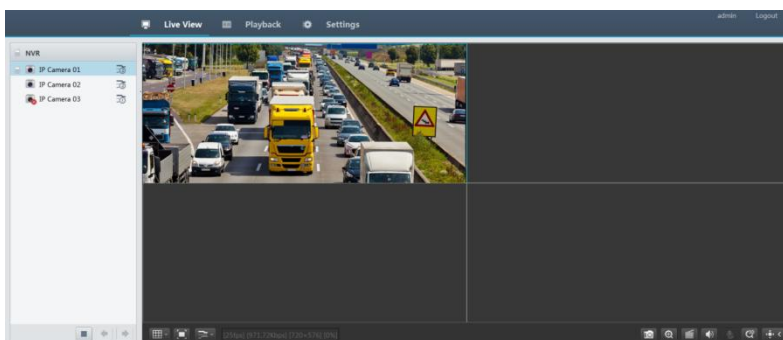 admin Logout
Live View Playback Settings
NVR
IP Camera 01
IP Camera 02
IP Camera 03